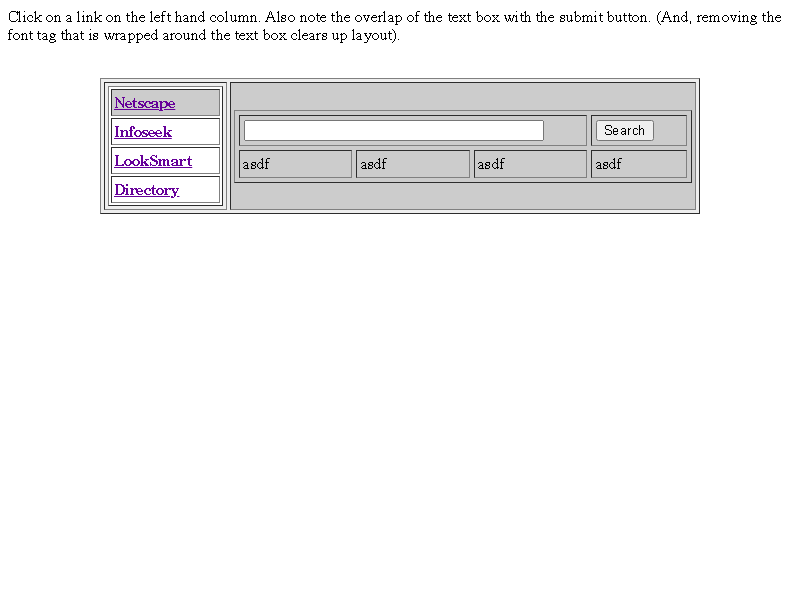 Click on a link on the left hand column. Also note the overlap of the text box with the submit button. (And, removing the
font tag that is wrapped around the text box clears up layout).
Netscape
Infoseek
LookSmart
Directory
Search
asdf asdf asdf asdf